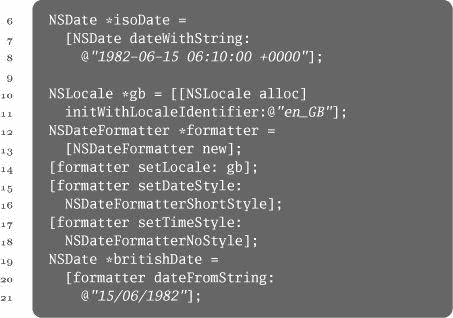 6 NSDate *isoDate =
7 [NSDate dateWithString:
8 @"1982-06-15 06:10:00 +0000"];
9
10 NSLocale *gb = [[NSLocale alloc]
11 initWithLocaleIdentifier:@"en_GB"];
12 NSDateFormatter *formatter =
13 [NSDateFormatter new];
14 [formatter setLocale: gb];
15 [formatter setDateStyle:
16 NSDateFormatterShortStyle];
17 [formatter setTimeStyle:
18 NSDateFormatterNoStyle];
19 NSDate *britishDate =
20 [formatter dateFromString:
21 @"15/06/1982"];